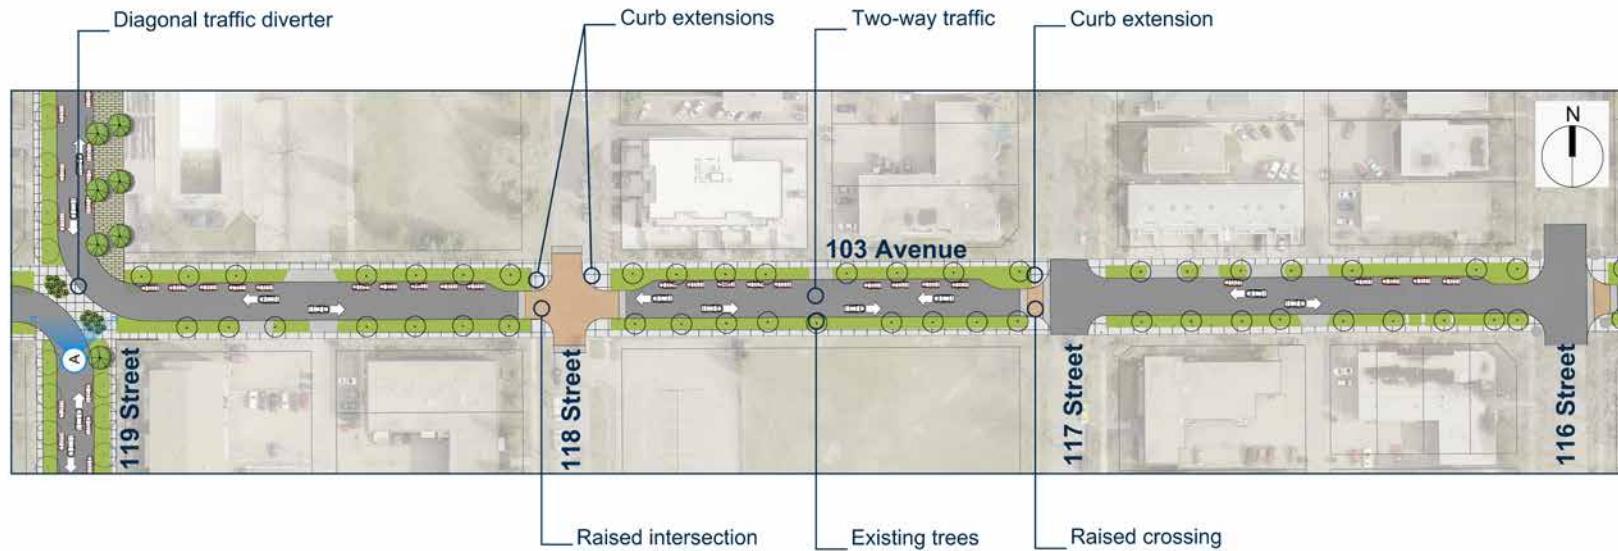 Diagonal traffic diverter
Curb extensions
Two-way traffic
Curb extension
N
103 Avenue
A
119 Street
118 Street
117 Street
116 Street
Raised intersection
Existing trees
Raised crossing